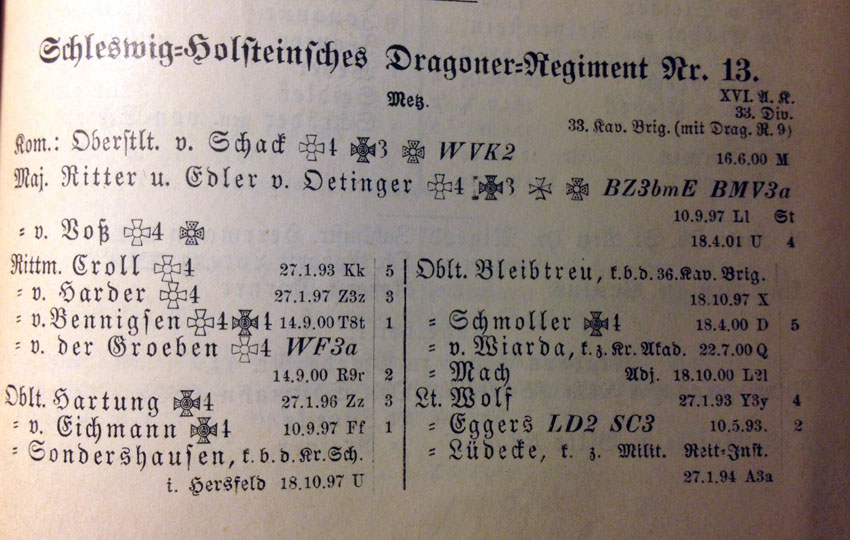 Schleswig=Holsteinsches Dragoner=Regiment Nr. 13.
Metz.
XVI. A. K.
33. Div.
33. Kav. Brig. (mit Drag. R. 9)
Kom.: Oberstlt. v. Schack 4 3 WVK2 16.6.00 M
Maj. Ritter u. Edler v. Oetinger 4 3 BZ3bmE BMV3a
10.9.97 Ll St
= v. Voß 4 18.4.01 U 4
Rittm. Croll 4 27.1.93 Kk 5
= v. Harder 4 27.1.97 Z3z 3
= v. Bennigsen 4 4 14.9.00 T8t 1
= v. der Groeben 4 WF3a
14.9.00 R9r 2
Oblt. Hartung 4 27.1.96 Zz 3
= v. Eichmann 4 10.9.97 Ff 1
= Sondershausen, k. b. d. Kr. Sch.
i. Hersfeld 18.10.97 U
Oblt. Bleibtreu, k. b. d. 36. Kav. Brig.
18.10.97 X
= Schmoller 4 18.4.00 D 5
= v. Wiarda, k. z. Kr. Akad. 22.7.00 Q
= Mach Adj. 18.10.00 L2l
Lt. Wolf 27.1.93 Y3y 4
= Eggers LD2 SC3 10.5.93. 2
= Lüdecke, k. z. Milit. Reit=Inst.
27.1.94 A3a